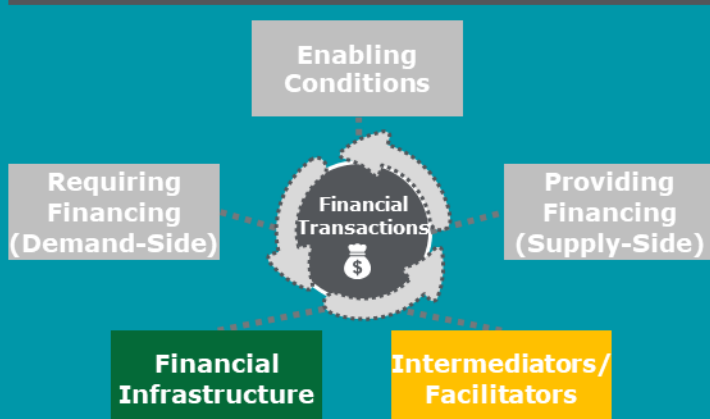 Enabling
Conditions
Requiring
Financing
(Demand-Side)
Financial
Transactions
$
Providing
Financing
(Supply-Side)
Financial
Infrastructure
Intermediators/
Facilitators